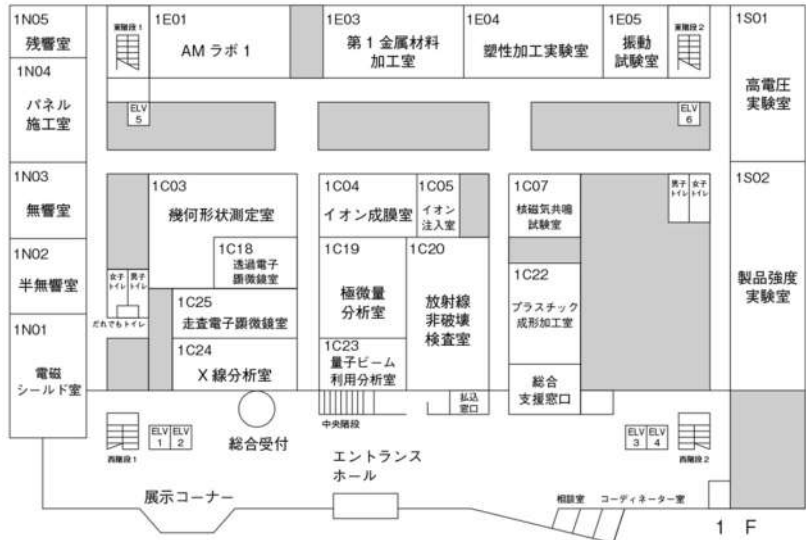 1N05
残響室
1N04
パネル
施工室
1N03
無響室
1N02
半無響室
1N01
電磁
シールド室
東階段1
1E01
AMラボ1
1E03
第1金属材料
加工室
1E04
塑性加工実験室
1E05
振動
試験室
東階段2
1S01
高電圧
実験室
1S02
製品強度
実験室
ELV
5
ELV
6
1C03
幾何形状測定室
1C18
透過電子
顕微鏡室
1C25
走査電子顕微鏡室
1C24
X線分析室
女子
トイレ
男子
トイレ
だれでもトイレ
1C04
イオン成膜室
1C05
イオン
注入室
1C19
極微量
分析室
1C20
放射線
非破壊
検査室
1C23
量子ビーム
利用分析室
1C07
核磁気共鳴
試験室
1C22
プラスチック
成形加工室
総合
支援窓口
男子
トイレ
女子
トイレ
払込
窓口
中央階段
西階段1
ELV
1
ELV
2
総合受付
エントランス
ホール
展示コーナー
ELV
3
ELV
4
西階段2
相談室
コーディネーター室
1 F